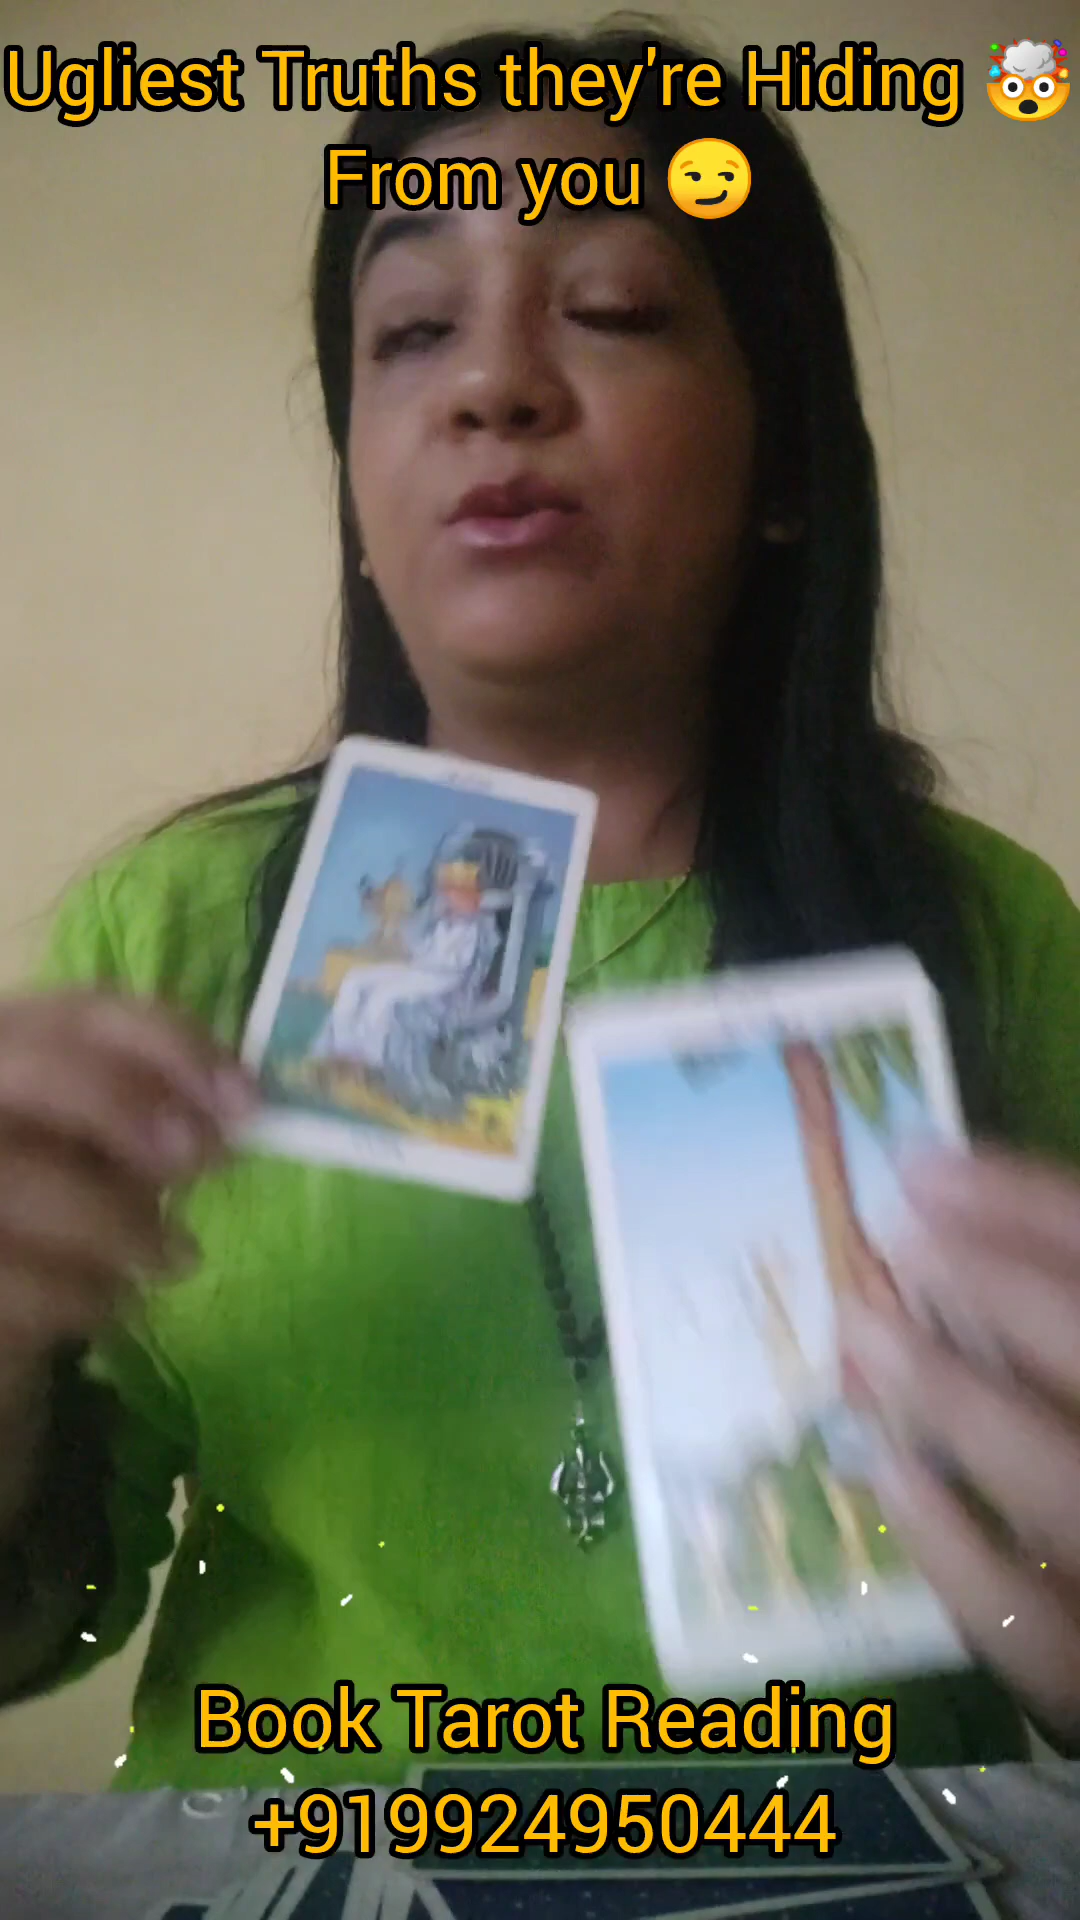 Ugliest Truths they're Hiding 🤯
From you 😏
Book Tarot Reading
+919924950444